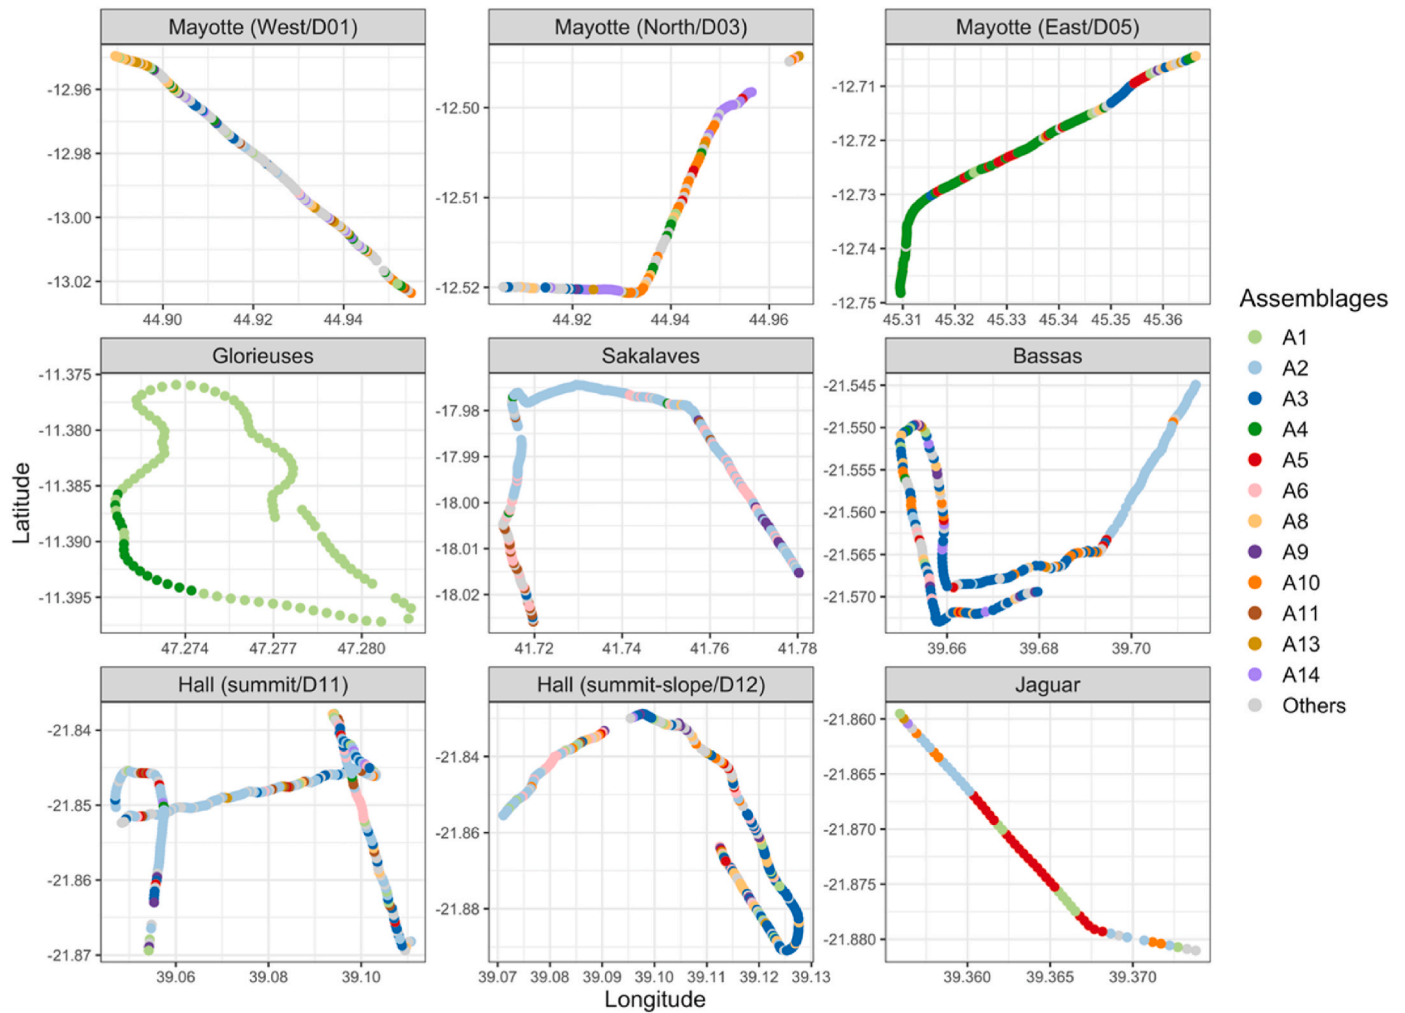 Mayotte (West/D01)
Mayotte (North/D03)
Mayotte (East/D05)
-12.96
-12.98
-13.00
-13.02
44.90 44.92 44.94
-12.50
-12.51
-12.52
44.92 44.94 44.96
-12.71
-12.72
-12.73
-12.74
-12.75
45.31 45.32 45.33 45.34 45.35 45.36
Glorieuses
Sakalaves
Bassas
-11.375
-11.380
-11.385
-11.390
-11.395
47.274 47.277 47.280
-17.98
-17.99
-18.00
-18.01
-18.02
41.72 41.74 41.76 41.78
-21.545
-21.550
-21.555
-21.560
-21.565
-21.570
39.66 39.68 39.70
Hall (summit/D11)
Hall (summit-slope/D12)
Jaguar
-21.84
-21.85
-21.86
-21.87
39.06 39.08 39.10
-21.84
-21.86
-21.88
39.07 39.08 39.09 39.10 39.11 39.12 39.13
-21.860
-21.865
-21.870
-21.875
-21.880
39.360 39.365 39.370
Latitude
Longitude
Assemblages
A1
A2
A3
A4
A5
A6
A8
A9
A10
A11
A13
A14
Others